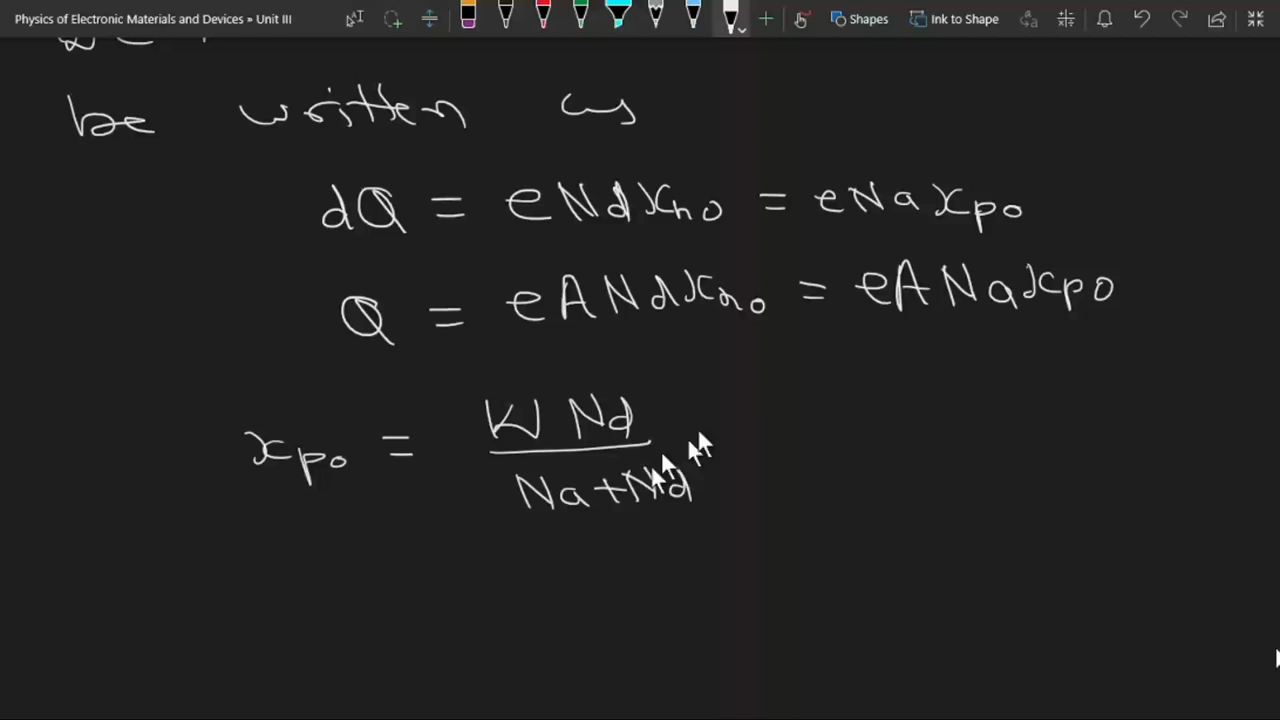 Physics of Electronic Materials and Devices » Unit III
Shapes
Ink to Shape
be written as
dQ = eNdxno = eNaxpo
Q = eANdxno = eANaxpo
xpo = W Nd
Na+Nd